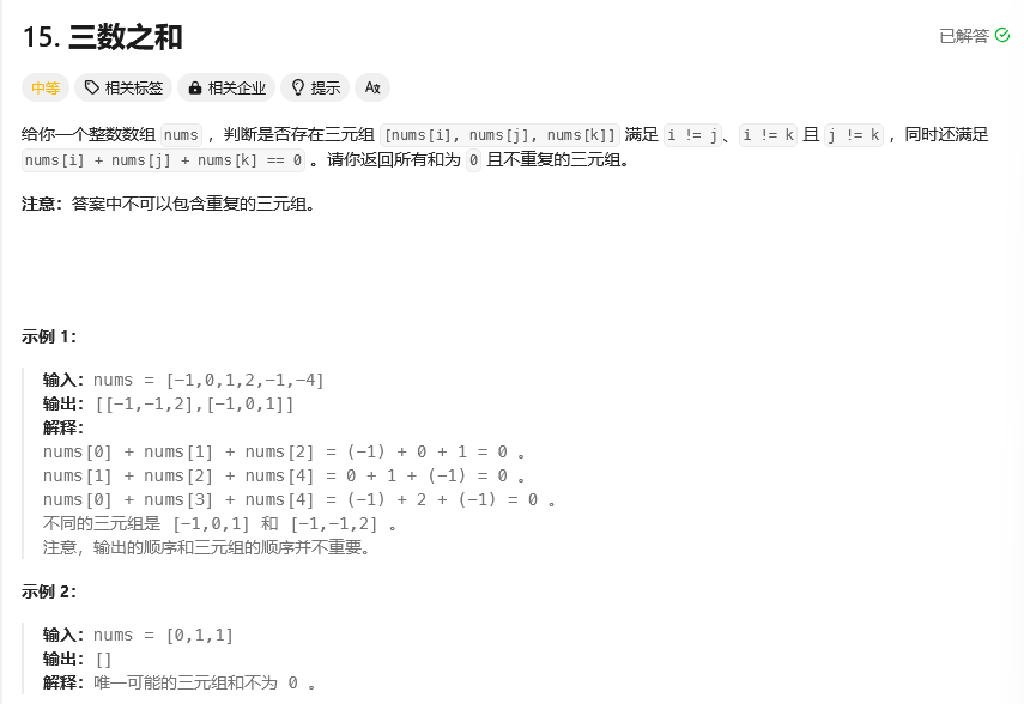 15. 三数之和
已解答
中等 相关标签 相关企业 提示 Ax
给你一个整数数组 nums ，判断是否存在三元组 [nums[i], nums[j], nums[k]] 满足 i != j、i != k 且 j != k ，同时还满足
nums[i] + nums[j] + nums[k] == 0 。请你返回所有和为 0 且不重复的三元组。
注意：答案中不可以包含重复的三元组。
示例 1：
输入：nums = [-1,0,1,2,-1,-4]
输出：[[-1,-1,2],[-1,0,1]]
解释：
nums[0] + nums[1] + nums[2] = (-1) + 0 + 1 = 0 。
nums[1] + nums[2] + nums[4] = 0 + 1 + (-1) = 0 。
nums[0] + nums[3] + nums[4] = (-1) + 2 + (-1) = 0 。
不同的三元组是 [-1,0,1] 和 [-1,-1,2] 。
注意，输出的顺序和三元组的顺序并不重要。
示例 2：
输入：nums = [0,1,1]
输出：[]
解释：唯一可能的三元组和不为 0 。